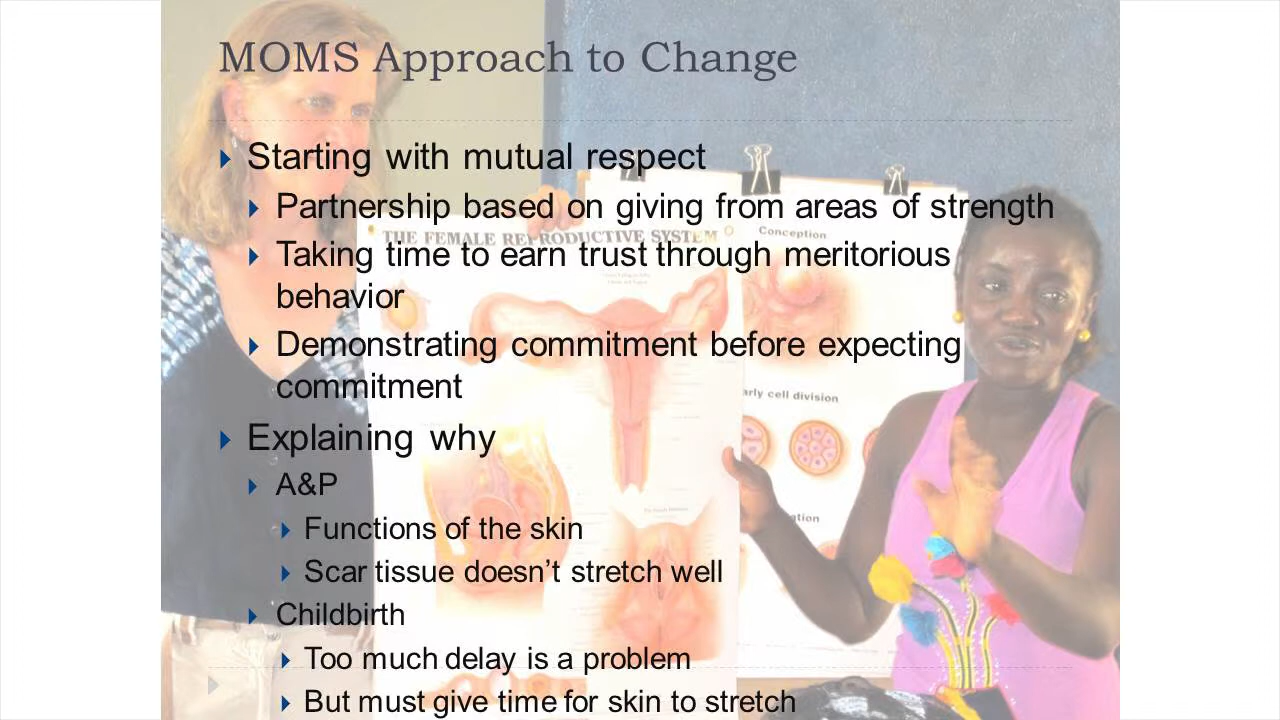 MOMS Approach to Change
Starting with mutual respect
Partnership based on giving from areas of strength
THE FEMALE REPRODUCTIVE SYSTEM
Conception
Taking time to earn trust through meritorious
behavior
Demonstrating commitment before expecting
commitment
arly cell division
Explaining why
A&P
Functions of the skin
Scar tissue doesn’t stretch well
Childbirth
Too much delay is a problem
But must give time for skin to stretch